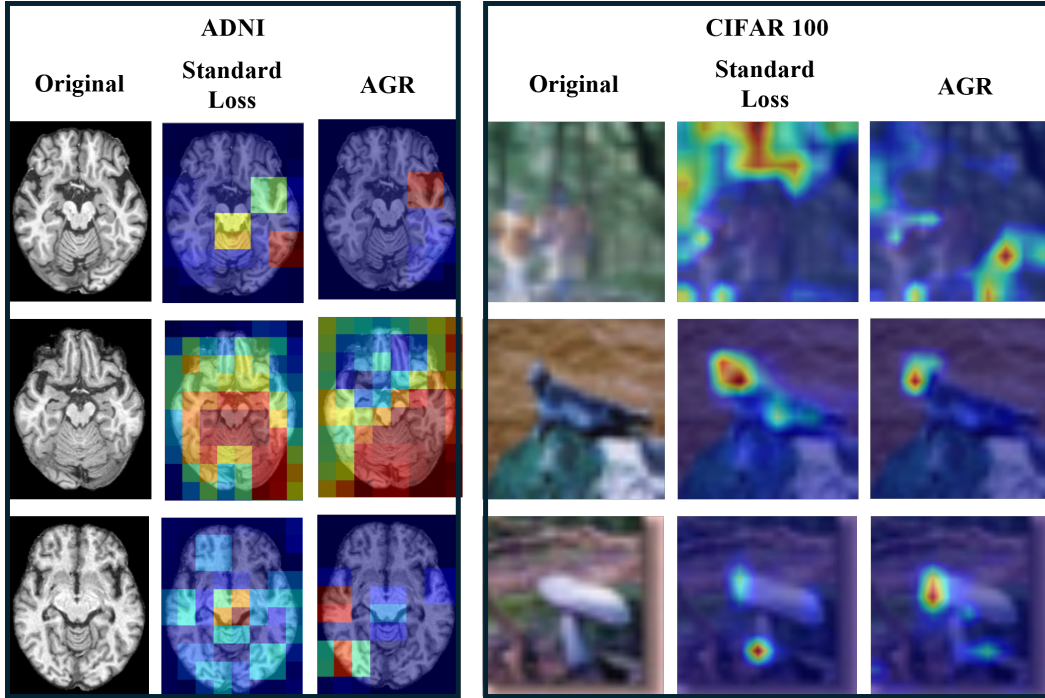 ADNI
Original
Standard
Loss
AGR
CIFAR 100
Original
Standard
Loss
AGR